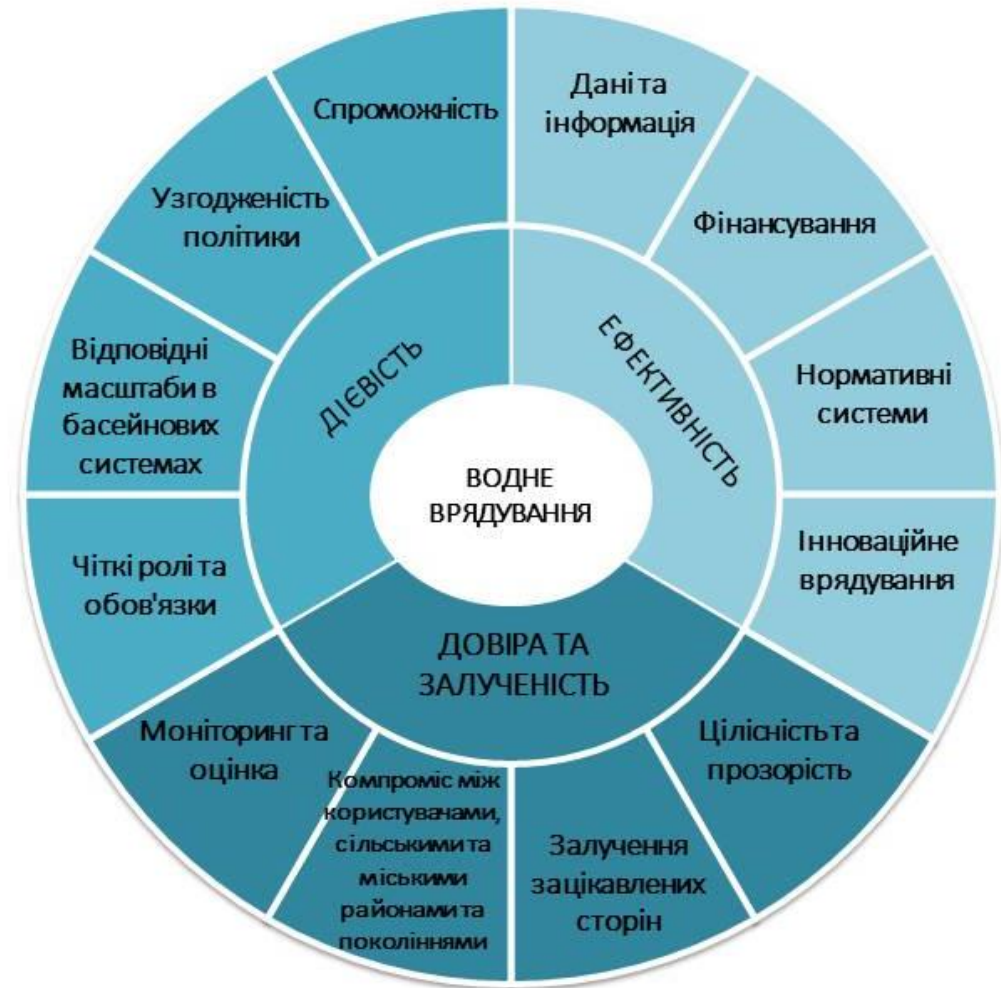 Спроможність
Дані та
інформація
Узгодженість
політики
Фінансування
Відповідні
масштаби в
басейнових
системах
ДІЄВІСТЬ
ЕФЕКТИВНІСТЬ
Нормативні
системи
ВОДНЕ
ВРЯДУВАННЯ
Чіткі ролі та
обов'язки
Інноваційне
врядування
ДОВІРА ТА
ЗАЛУЧЕНІСТЬ
Моніторинг та
оцінка
Компроміс між
користувачами,
сільськими та
міськими
районами та
поколіннями
Залучення
зацікавлених
сторін
Цілісність та
прозорість